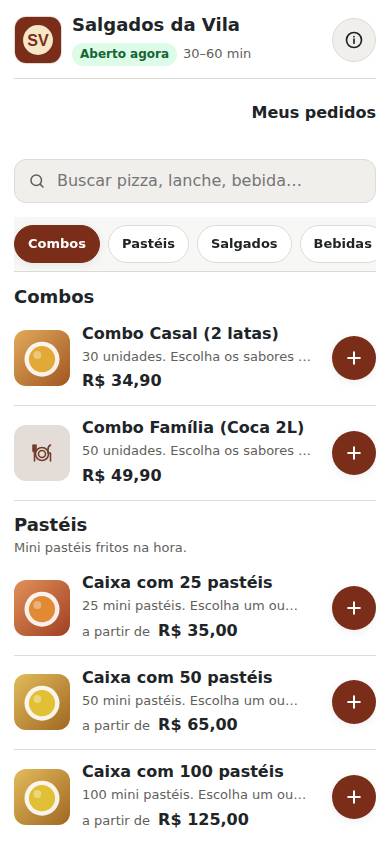 SV
Salgados da Vila
Aberto agora 30–60 min
Meus pedidos
Buscar pizza, lanche, bebida…
Combos Pastéis Salgados Bebidas
Combos
Combo Casal (2 latas)
30 unidades. Escolha os sabores …
R$ 34,90
Combo Família (Coca 2L)
50 unidades. Escolha os sabores …
R$ 49,90
Pastéis
Mini pastéis fritos na hora.
Caixa com 25 pastéis
25 mini pastéis. Escolha um ou…
a partir de R$ 35,00
Caixa com 50 pastéis
50 mini pastéis. Escolha um ou…
a partir de R$ 65,00
Caixa com 100 pastéis
100 mini pastéis. Escolha um ou…
a partir de R$ 125,00